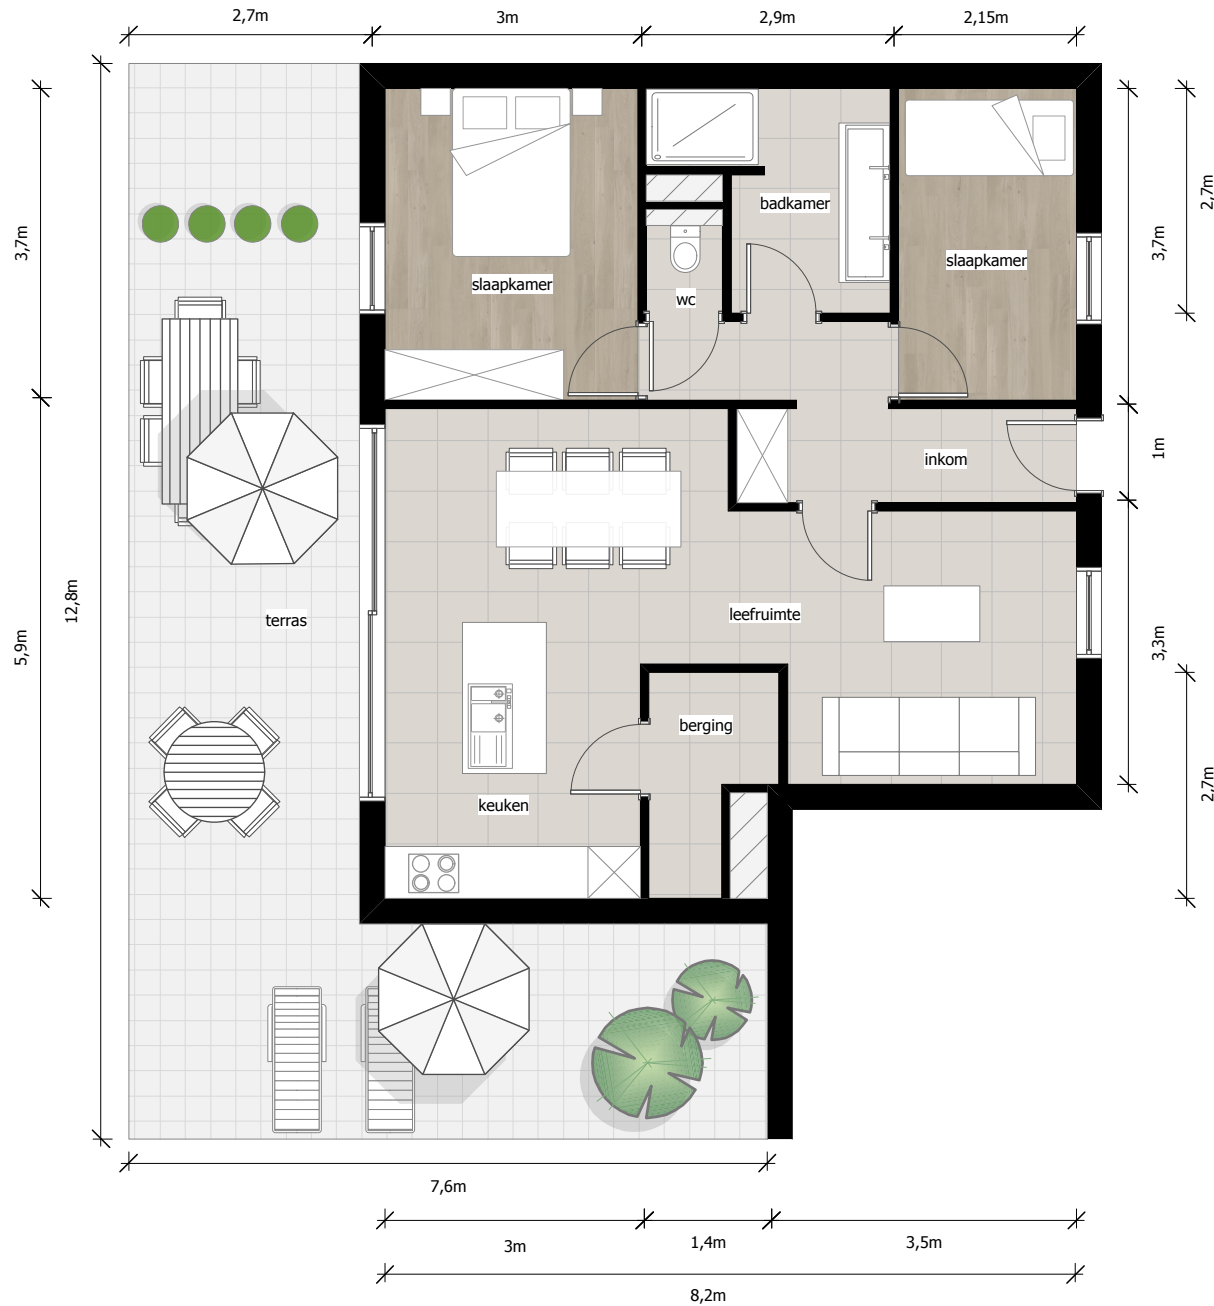 2,7m
3m
2,9m
2,15m
3,7m
2,7m
3,7m
badkamer
slaapkamer
slaapkamer
wc
inkom
1m
12,8m
terras
leefruimte
5,9m
3,3m
berging
2,7m
keuken
7,6m
3m
1,4m
3,5m
8,2m